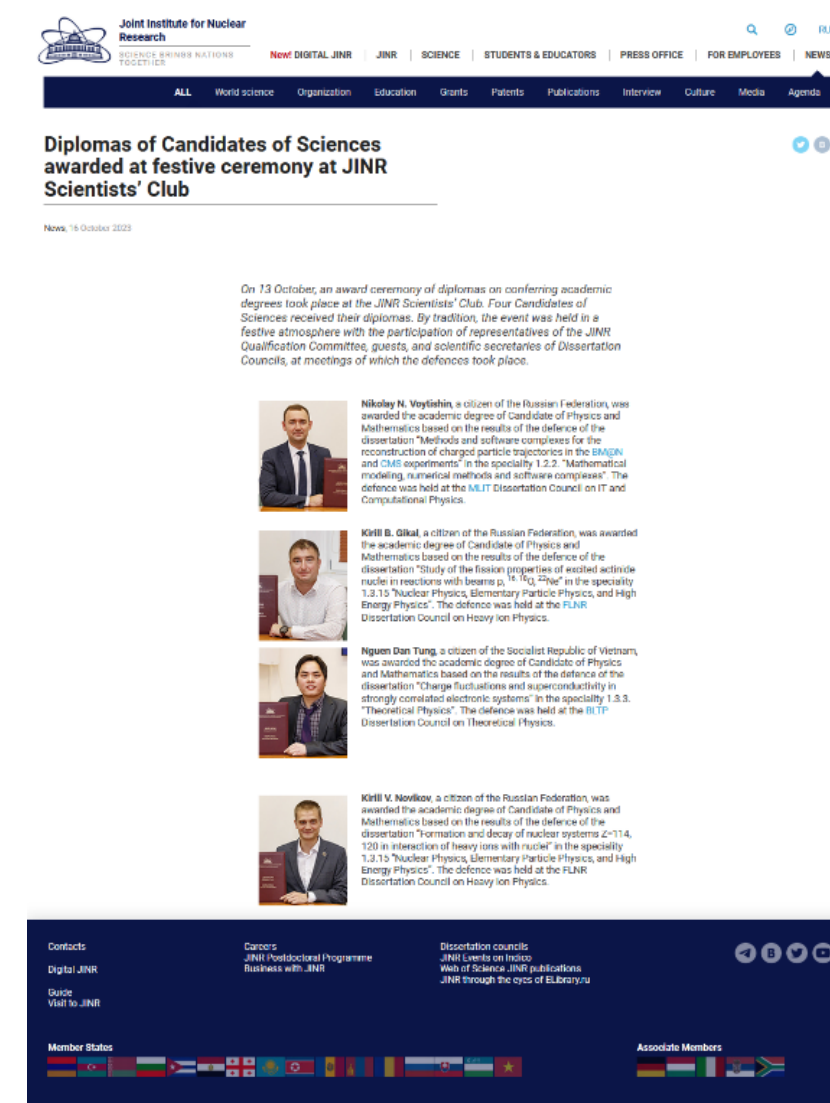 Joint Institute for Nuclear
Research
SCIENCE BRINGS NATIONS
TOGETHER
RU
New! DIGITAL JINR | JINR | SCIENCE | STUDENTS & EDUCATORS | PRESS OFFICE | FOR EMPLOYEES | NEWS
ALL World science Organization Education Grants Patents Publications Interview Culture Media Agenda
Diplomas of Candidates of Sciences
awarded at festive ceremony at JINR
Scientists’ Club
News, 16 October 2023
On 13 October, an award ceremony of diplomas on conferring academic
degrees took place at the JINR Scientists’ Club. Four Candidates of
Sciences received their diplomas. By tradition, the event was held in a
festive atmosphere with the participation of representatives of the JINR
Qualification Committee, guests, and scientific secretaries of Dissertation
Councils, at meetings of which the defences took place.
Nikolay N. Voytishin, a citizen of the Russian Federation, was
awarded the academic degree of Candidate of Physics and
Mathematics based on the results of the defence of the
dissertation “Methods and software complexes for the
reconstruction of charged particle trajectories in the BM@N
and CMS experiments” in the speciality 1.2.2. “Mathematical
modeling, numerical methods and software complexes”. The
defence was held at the MLIT Dissertation Council on IT and
Computational Physics.
Kirill B. Gikal, a citizen of the Russian Federation, was awarded
the academic degree of Candidate of Physics and
Mathematics based on the results of the defence of the
dissertation “Study of the fission properties of excited actinide
nuclei in reactions with beams p, ¹⁶,¹⁸O, ²²Ne” in the speciality
1.3.15 “Nuclear Physics, Elementary Particle Physics, and High
Energy Physics”. The defence was held at the FLNR
Dissertation Council on Heavy Ion Physics.
Nguen Dan Tung, a citizen of the Socialist Republic of Vietnam,
was awarded the academic degree of Candidate of Physics
and Mathematics based on the results of the defence of the
dissertation “Charge fluctuations and superconductivity in
strongly correlated electronic systems” in the speciality 1.3.3.
“Theoretical Physics”. The defence was held at the BLTP
Dissertation Council on Theoretical Physics.
Kirill V. Novikov, a citizen of the Russian Federation, was
awarded the academic degree of Candidate of Physics and
Mathematics based on the results of the defence of the
dissertation “Formation and decay of nuclear systems Z=114,
120 in interaction of heavy ions with nuclei” in the speciality
1.3.15 “Nuclear Physics, Elementary Particle Physics, and High
Energy Physics”. The defence was held at the FLNR
Dissertation Council on Heavy Ion Physics.
Contacts
Digital JINR
Guide
Visit to JINR
Careers
JINR Postdoctoral Programme
Business with JINR
Dissertation councils
JINR Events on Indico
Web of Science JINR publications
JINR through the eyes of ELibrary.ru
Member States
Associate Members